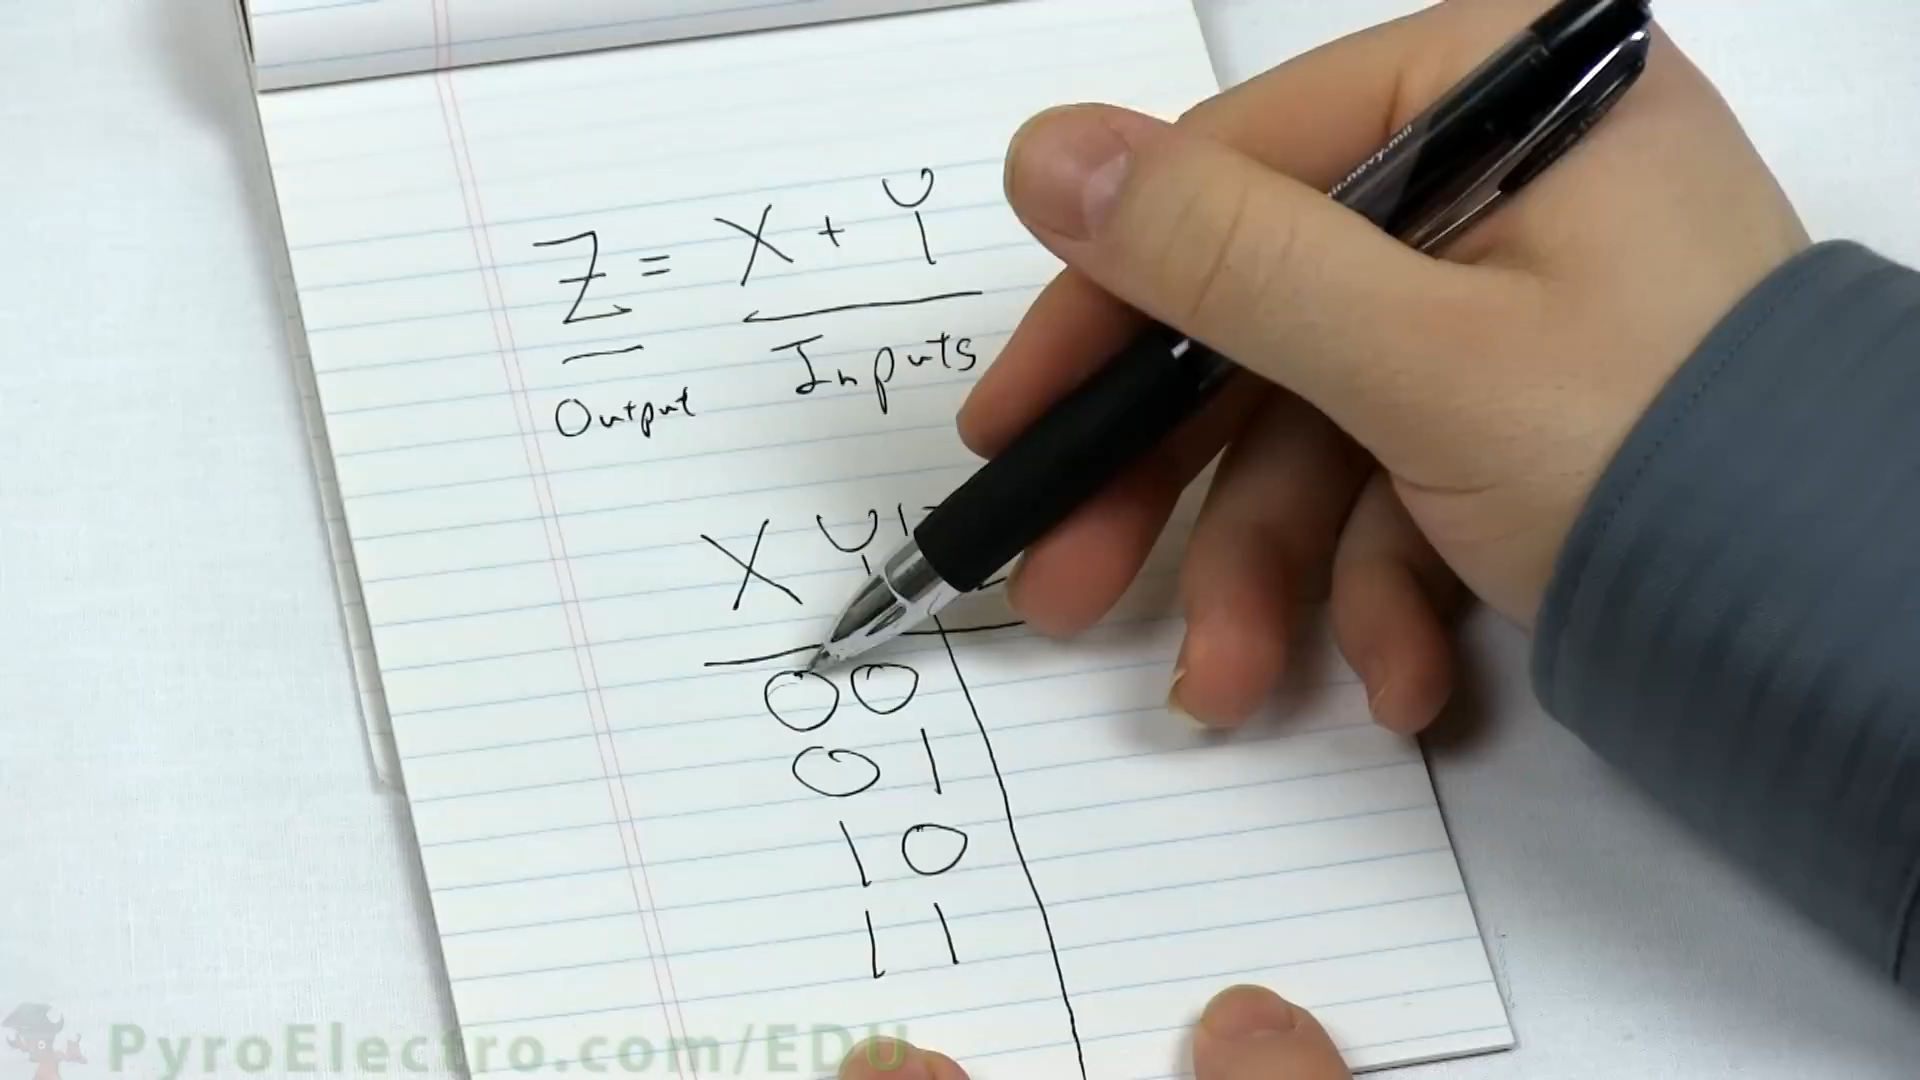 Z = X + Y
Output Inputs
X Y
0 0
0 1
1 0
1 1
PyroElectro.com/EDU